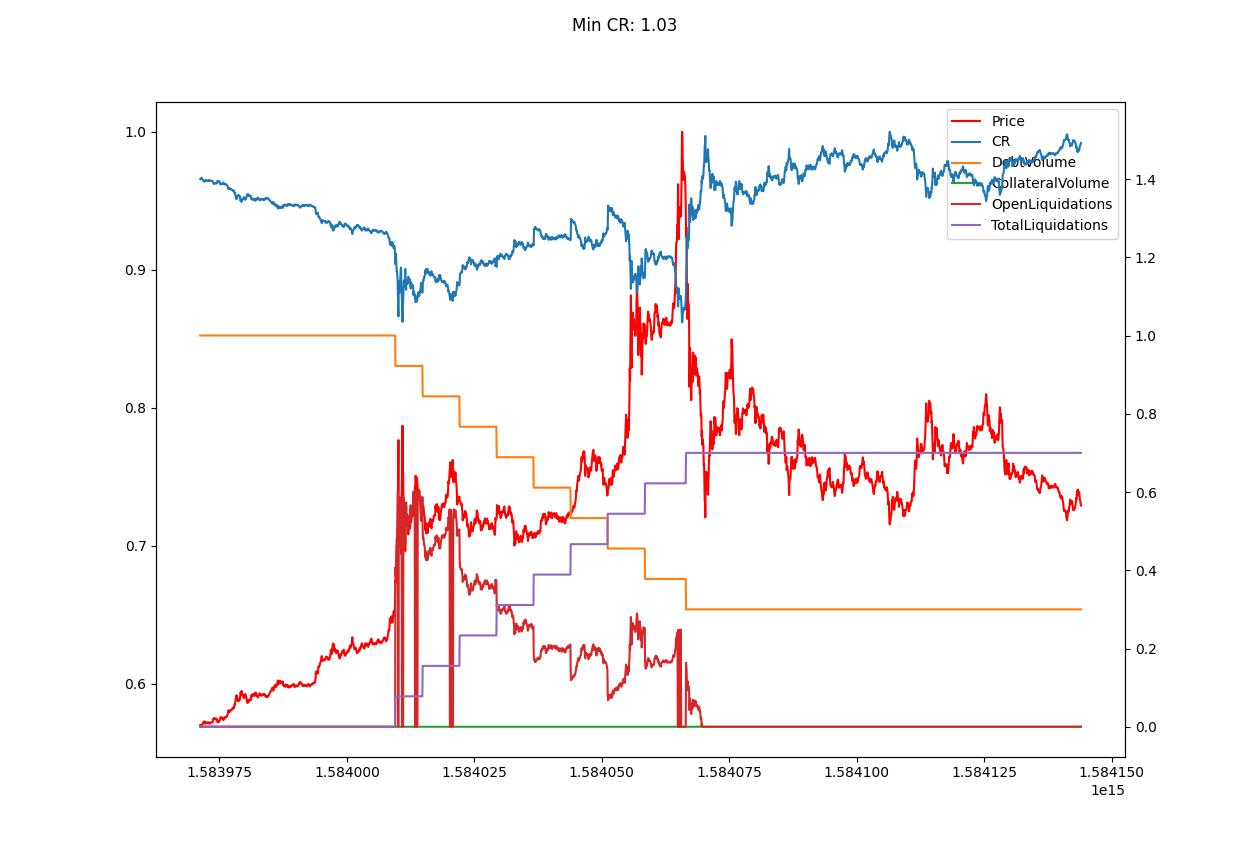 Min CR: 1.03
1.0
0.9
0.8
0.7
0.6
Price
CR
DebtVolume
CollateralVolume
OpenLiquidations
TotalLiquidations
1.4
1.2
1.0
0.8
0.6
0.4
0.2
0.0
1.583975 1.584000 1.584025 1.584050 1.584075 1.584100 1.584125 1.584150
1e15